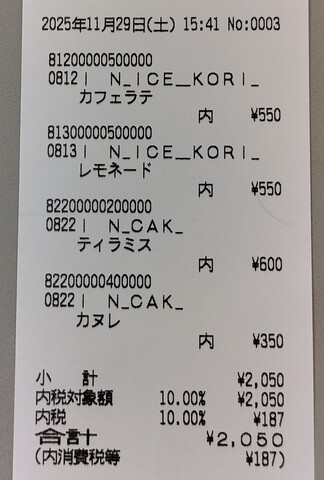 2025年11月29日(土) 15:41 No:0003
81200000500000
0812| N_ICE__KORI_
カフェラテ
内 ¥550
81300000500000
0813| N_ICE__KORI_
レモネード
内 ¥550
82200000200000
0822| N_CAK_
ティラミス
内 ¥600
82200000400000
0822| N_CAK_
カヌレ
内 ¥350
小 計 ¥2,050
内税対象額 10.00% ¥2,050
内税 10.00% ¥187
合計 ¥2,050
(内消費税等 ¥187)